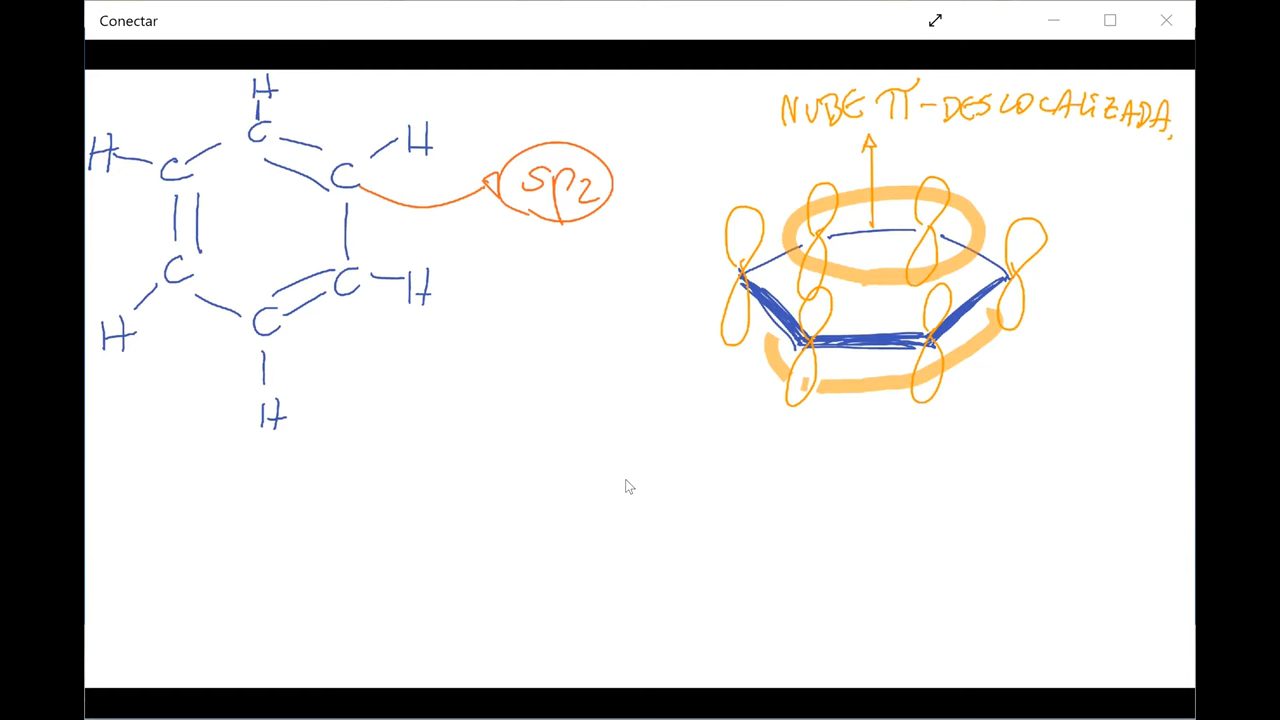 Conectar
NUBE π-DESLOCALIZADA.
H
H C C H
C
sp2
C
C H
H C
H